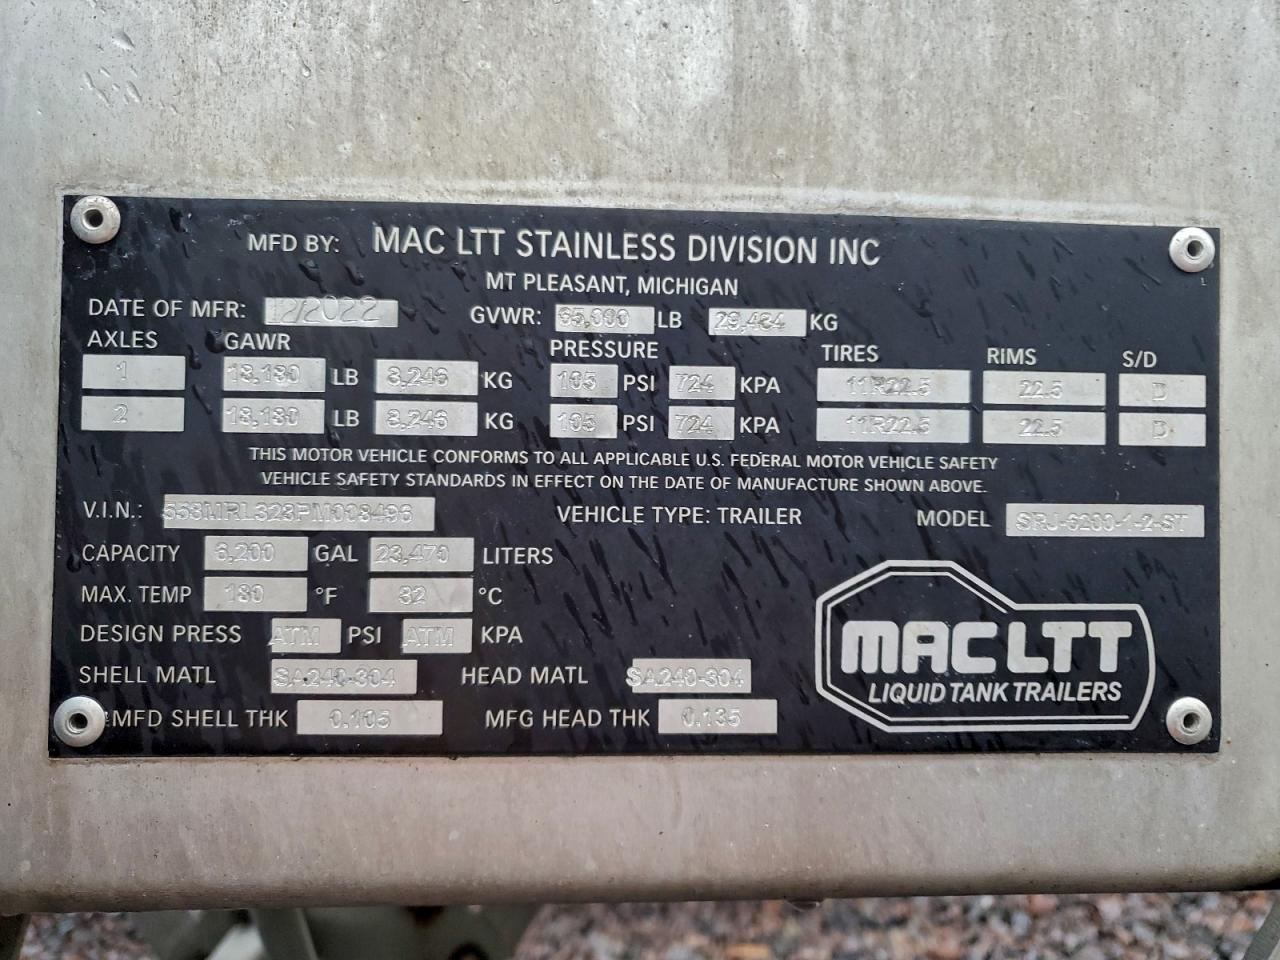 MFD BY: MAC LTT STAINLESS DIVISION INC
MT PLEASANT, MICHIGAN
DATE OF MFR: 12/2022 GVWR: 65,000 LB 29,484 KG
AXLES GAWR PRESSURE TIRES RIMS S/D
1 LB 8,246 KG 105 PSI 724 KPA 11R22.5 22.5 D
2 LB 8,246 KG 105 PSI 724 KPA 11R22.5 22.5 D
THIS MOTOR VEHICLE CONFORMS TO ALL APPLICABLE U.S. FEDERAL MOTOR VEHICLE SAFETY
VEHICLE SAFETY STANDARDS IN EFFECT ON THE DATE OF MANUFACTURE SHOWN ABOVE.
V.I.N.: VEHICLE TYPE: TRAILER MODEL SRJ-6200-1-2-ST
CAPACITY 6,200 GAL 23,470 LITERS
MAX. TEMP °F °C
DESIGN PRESS ATM PSI ATM KPA
SHELL MATL SA240-304 HEAD MATL SA240-304
MFD SHELL THK 0.105 MFG HEAD THK 0.135
MAC LTT
LIQUID TANK TRAILERS